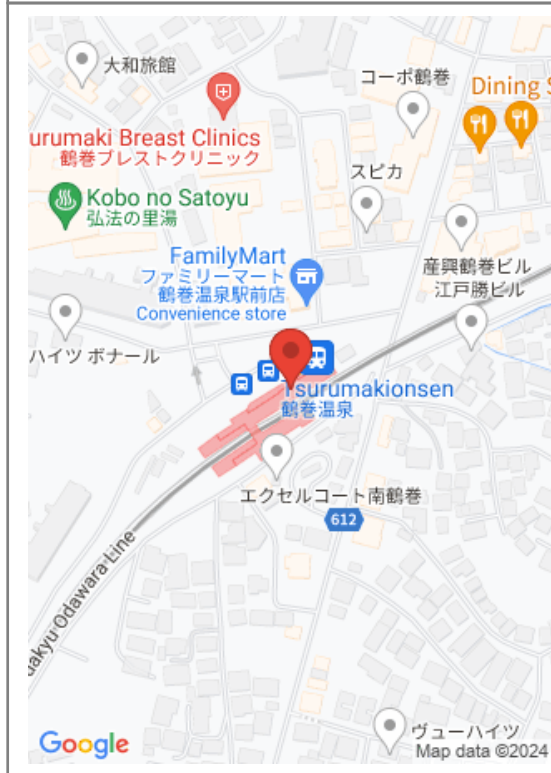 大和旅館
コーポ鶴巻
Dining S
urumaki Breast Clinics
鶴巻ブレストクリニック
スピカ
Kobo no Satoyu
弘法の里湯
産興鶴巻ビル
江戸勝ビル
FamilyMart
ファミリーマート
鶴巻温泉駅前店
Convenience store
ハイツ ボナール
Tsurumakionsen
鶴巻温泉
エクセルコート南鶴巻
612
dakyu Odawara Line
ヴューハイツ
Google
Map data ©2024